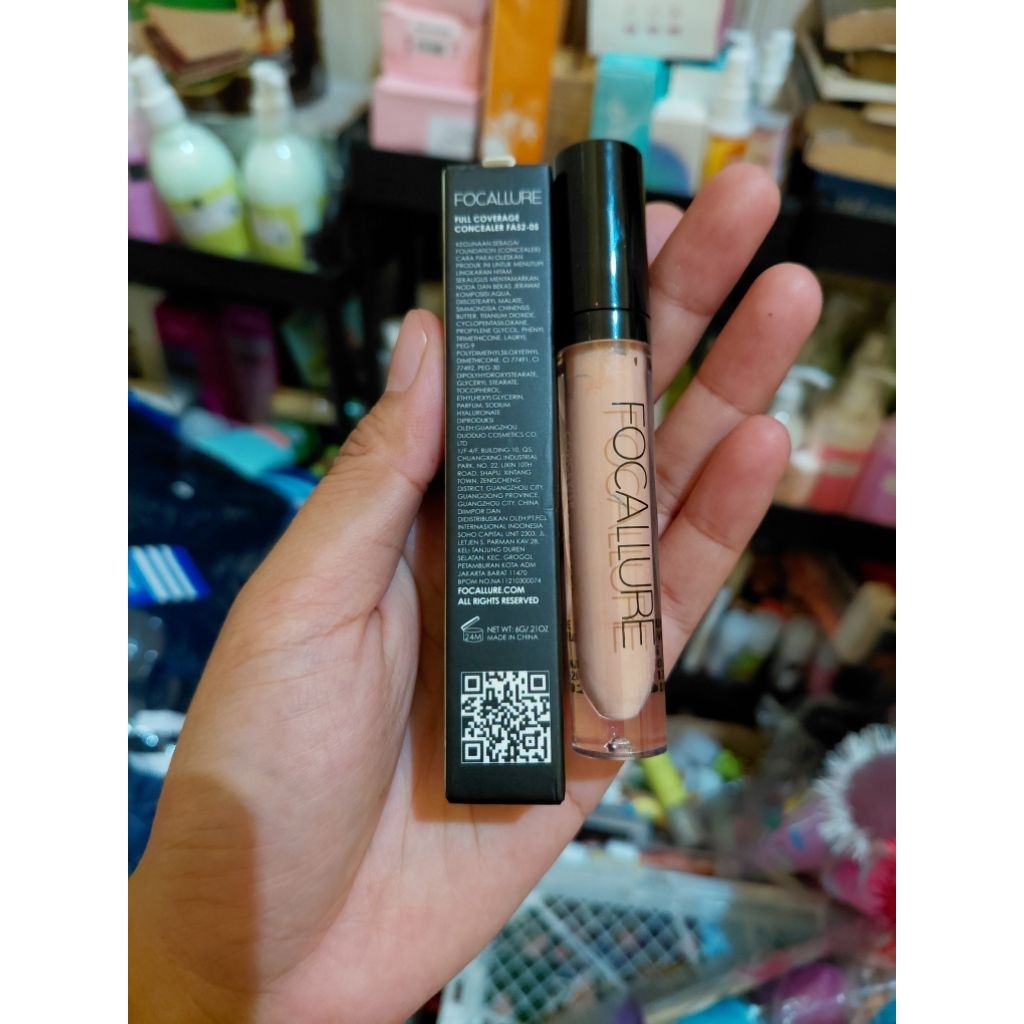 FOCALLURE
FULL COVERAGE
CONCEALER FA52-05
KEGUNAAN:SEBAGAI
FOUNDATION (CONCEALER)
CARA PAKAI:OLESKAN
PRODUK INI UNTUK MENUTUPI
LINGKARAN HITAM
SEKALIGUS MENYAMARKAN
NODA DAN BEKAS JERAWAT
KOMPOSISI:AQUA,
DIISOSTEARYL MALATE,
SIMMONDSIA CHINENSIS
BUTTER, TITANIUM DIOXIDE,
CYCLOPENTASILOXANE,
PROPYLENE GLYCOL, PHENYL
TRIMETHICONE, LAURYL
PEG-9
POLYDIMETHYLSILOXYETHYL
DIMETHICONE, CI 77491, CI
77492, PEG-30
DIPOLYHYDROXYSTEARATE,
GLYCERYL STEARATE,
TOCOPHEROL,
ETHYLHEXYLGLYCERIN,
PARFUM, SODIUM
HYALURONATE
DIPRODUKSI
OLEH:GUANGZHOU
DUODUO COSMETICS CO.
LTD
1/F-4/F, BUILDING 10, QS.
CHUANGXING INDUSTRIAL
PARK, NO. 22, LIXIN 10TH
ROAD, SHAPU, XINTANG
TOWN, ZENGCHENG
DISTRICT, GUANGZHOU CITY,
GUANGDONG PROVINCE,
GUANGZHOU CITY, CHINA
DIIMPOR DAN
DIDISTRIBUSIKAN OLEH:PT.FCL
INTERNASIONAL INDONESIA
SOHO CAPITAL UNIT 2303, JL.
LETJEN S. PARMAN KAV.28,
KEL: TANJUNG DUREN
SELATAN, KEC. GROGOL
PETAMBURAN KOTA ADM
JAKARTA BARAT 11470
BPOM NO.NA11210300074
FOCALLURE.COM
ALL RIGHTS RESERVED
24M
NET WT: 6G/.21OZ
MADE IN CHINA
FOCALLURE